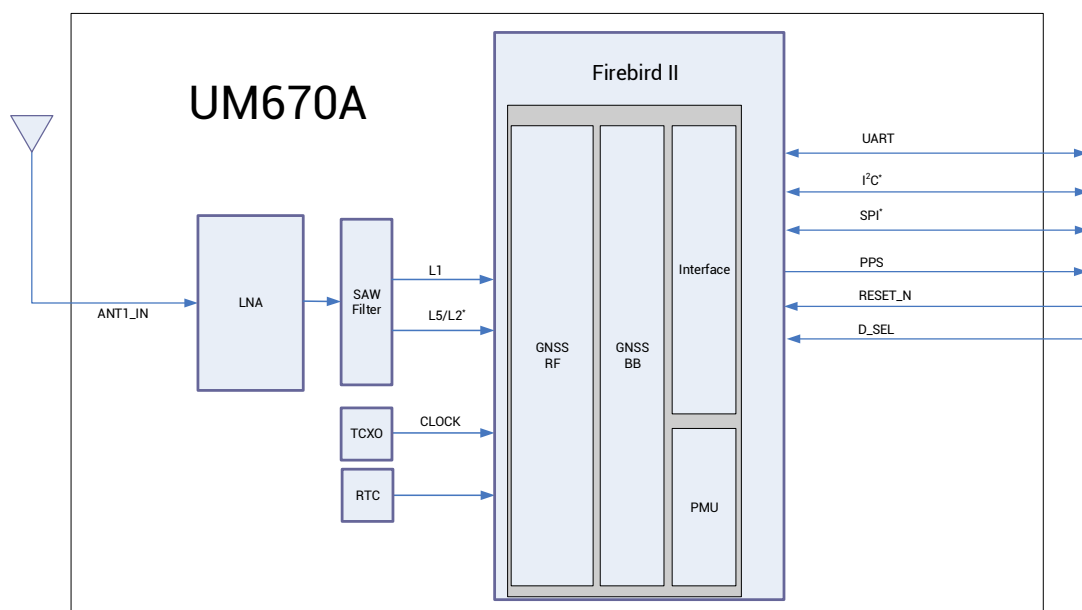 Firebird II
UM670A
UART
I²C*
SPI*
PPS
RESET_N
D_SEL
Interface
L1
LNA
SAW
Filter
ANT1_IN
L5/L2*
GNSS
RF
GNSS
BB
TCXO
CLOCK
RTC
PMU